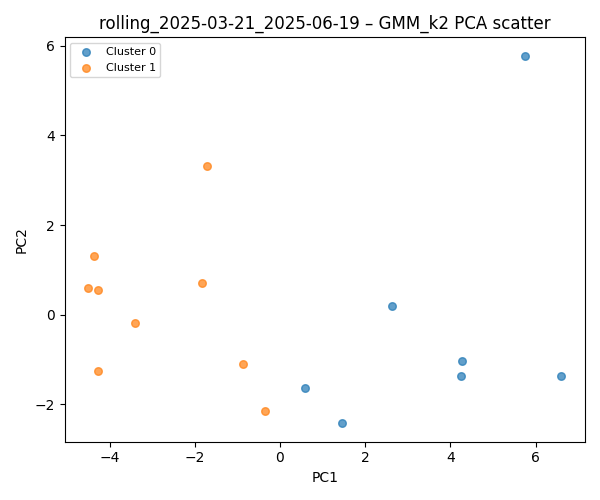 rolling_2025-03-21_2025-06-19 – GMM_k2 PCA scatter
Cluster 0
Cluster 1
6
4
2
0
−2
PC2
−4 −2 0 2 4 6
PC1